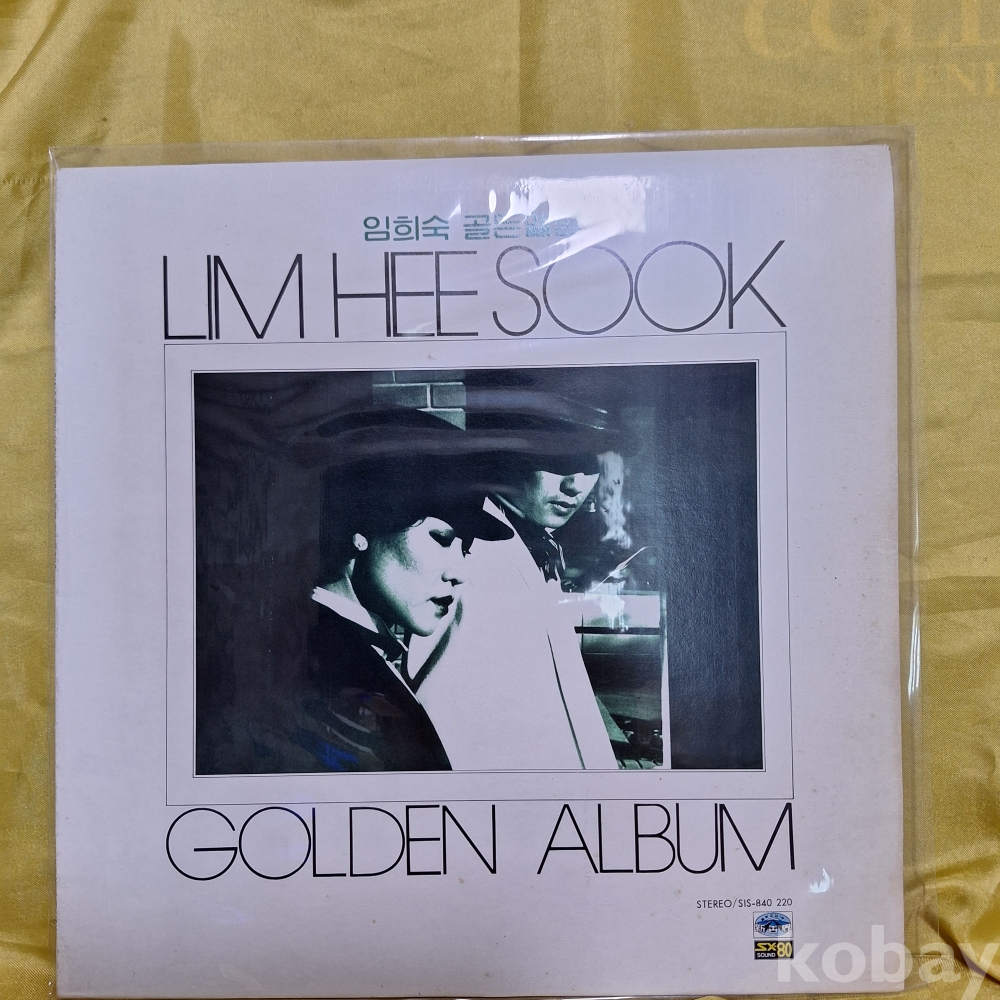 임희숙 골든앨범
LIM HEE SOOK
GOLDEN ALBUM
STEREO/SIS-840 220
SX-80
SOUND
kobay